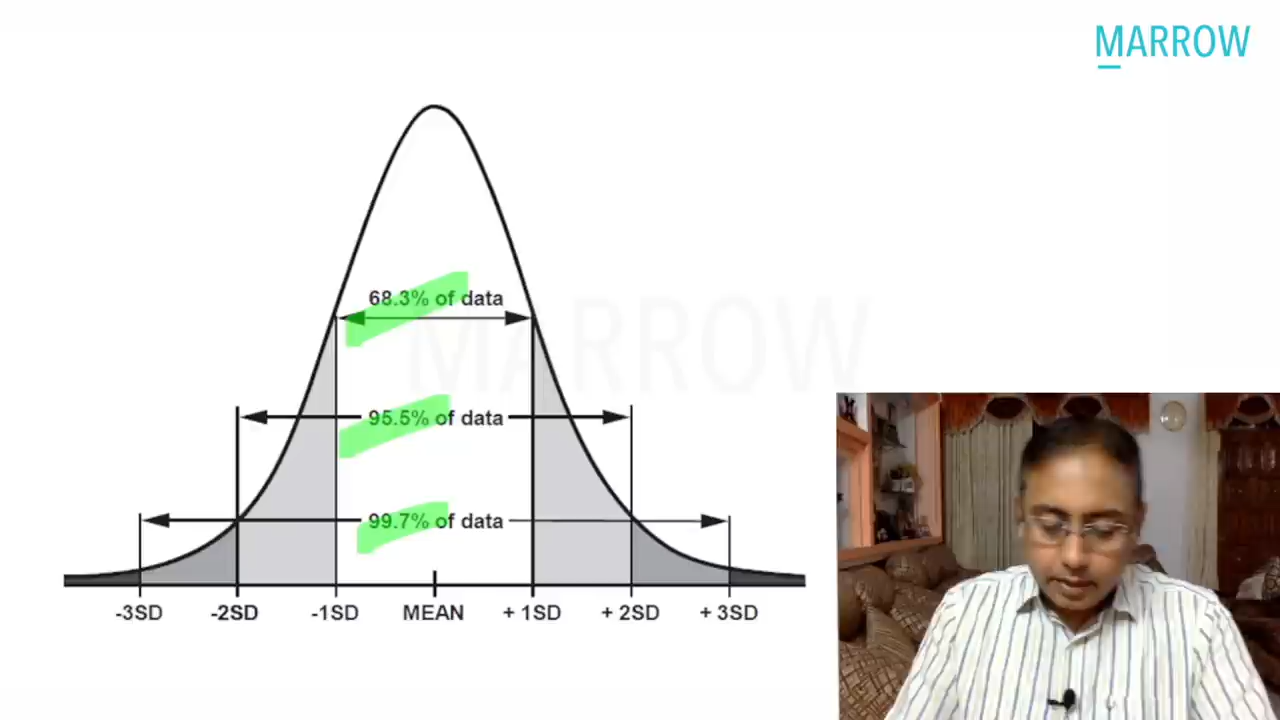 MARROW
68.3% of data
MARROW
95.5% of data
99.7% of data
-3SD -2SD -1SD MEAN + 1SD + 2SD + 3SD